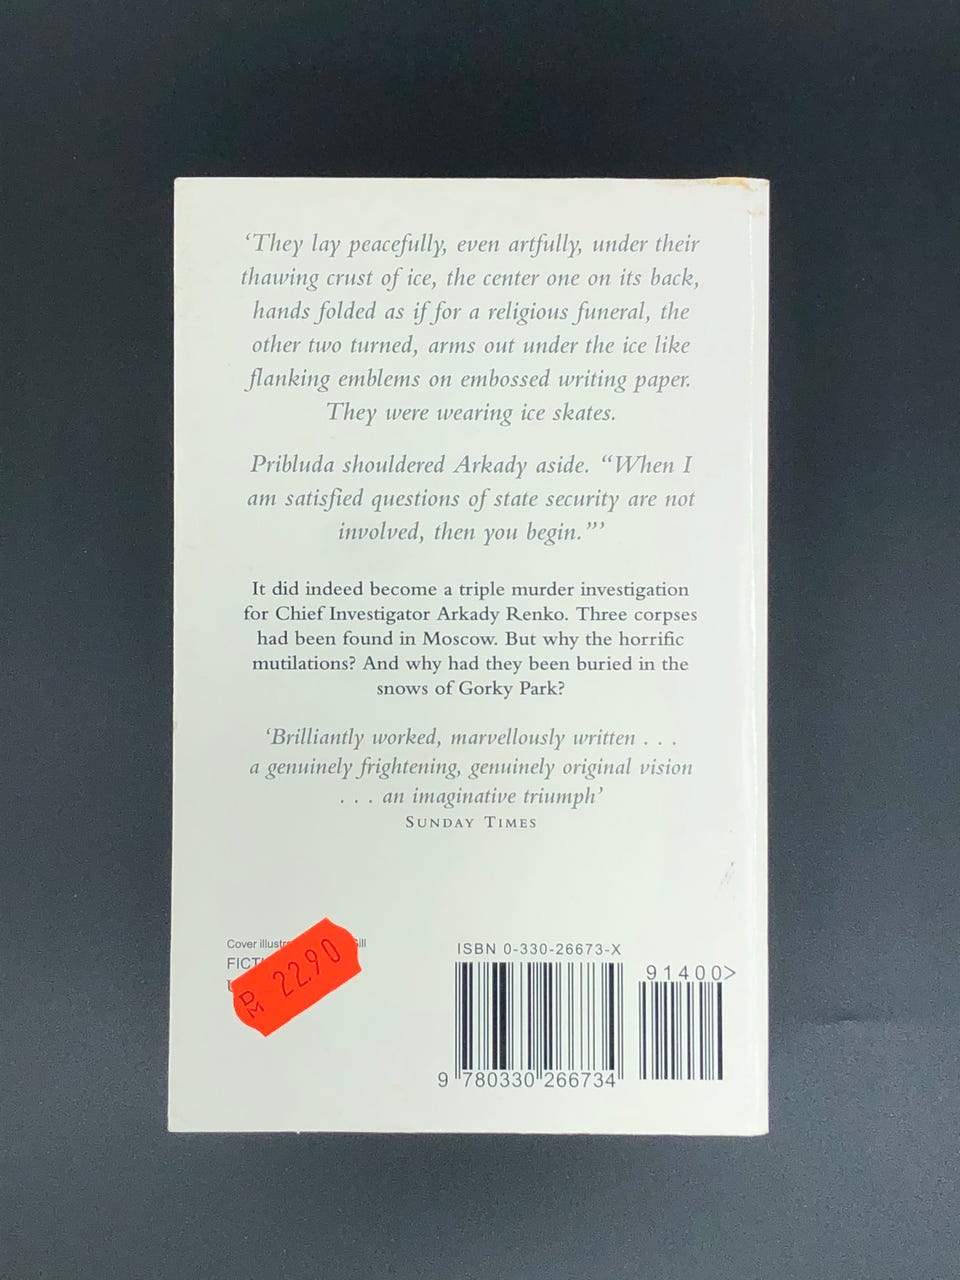 ‘They lay peacefully, even artfully, under their
thawing crust of ice, the center one on its back,
hands folded as if for a religious funeral, the
other two turned, arms out under the ice like
flanking emblems on embossed writing paper.
They were wearing ice skates.
Pribluda shouldered Arkady aside. “When I
am satisfied questions of state security are not
involved, then you begin.”’
It did indeed become a triple murder investigation
for Chief Investigator Arkady Renko. Three corpses
had been found in Moscow. But why the horrific
mutilations? And why had they been buried in the
snows of Gorky Park?
‘Brilliantly worked, marvellously written . . .
a genuinely frightening, genuinely original vision
. . . an imaginative triumph’
SUNDAY TIMES
Cover
DM 22.90
ISBN 0-330-26673-X
91400>
9 780330 266734